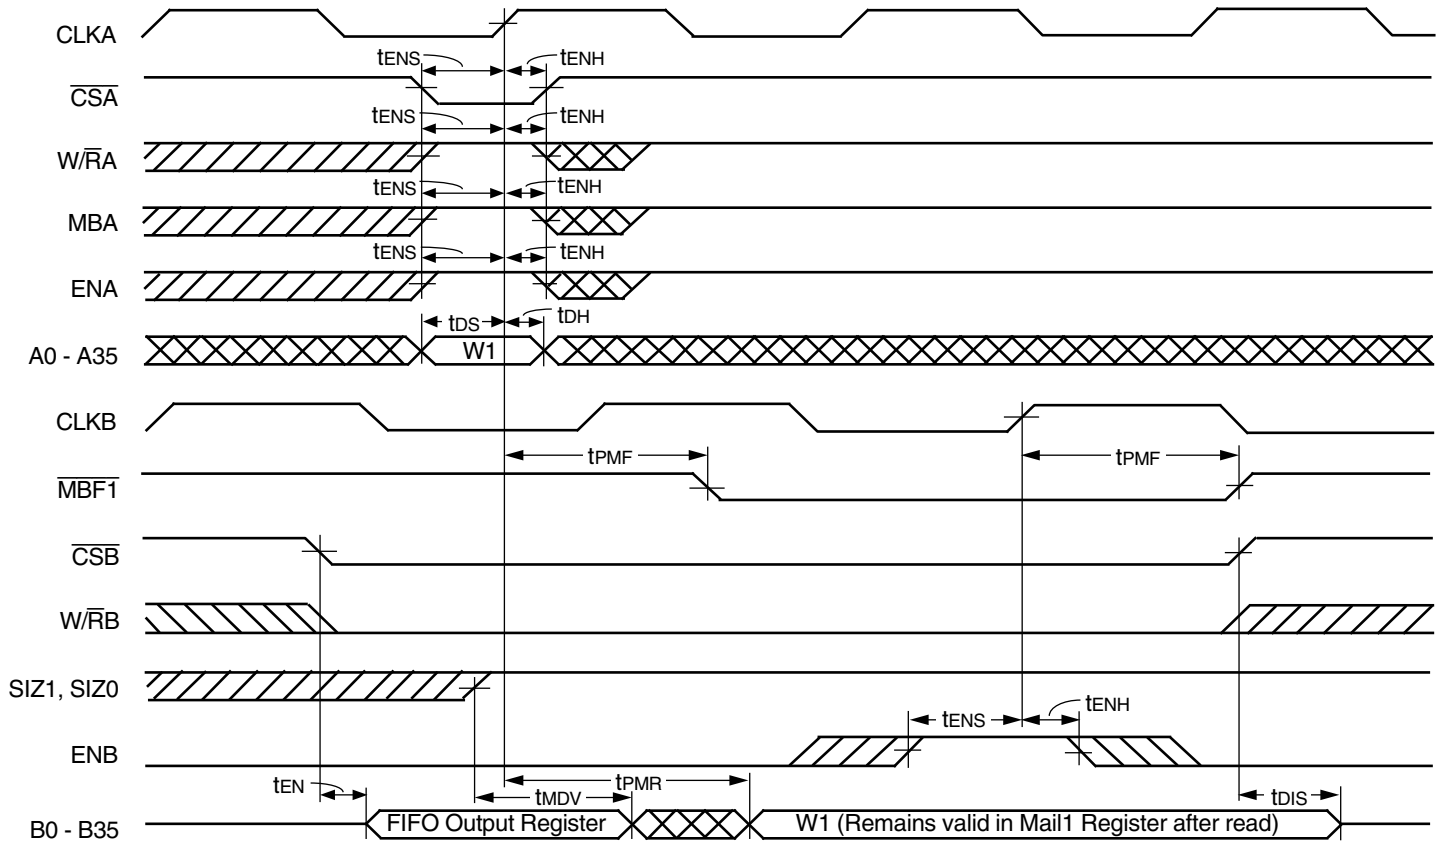 CLKA
tENS tENH
CSA
tENS tENH
W/RA
tENS tENH
MBA
tENS tENH
ENA
tDS tDH
A0 - A35 W1
CLKB
tPMF tPMF
MBF1
CSB
W/RB
SIZ1, SIZ0
tENS tENH
ENB
tEN tMDV tPMR tDIS
B0 - B35 FIFO Output Register W1 (Remains valid in Mail1 Register after read)